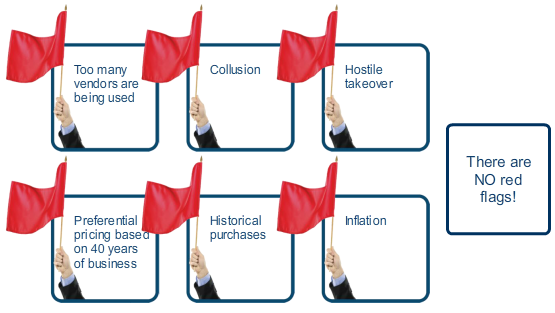 Too many
vendors are
being used
Collusion
Hostile
takeover
There are
NO red
flags!
Preferential
pricing based
on 40 years
of business
Historical
purchases
Inflation